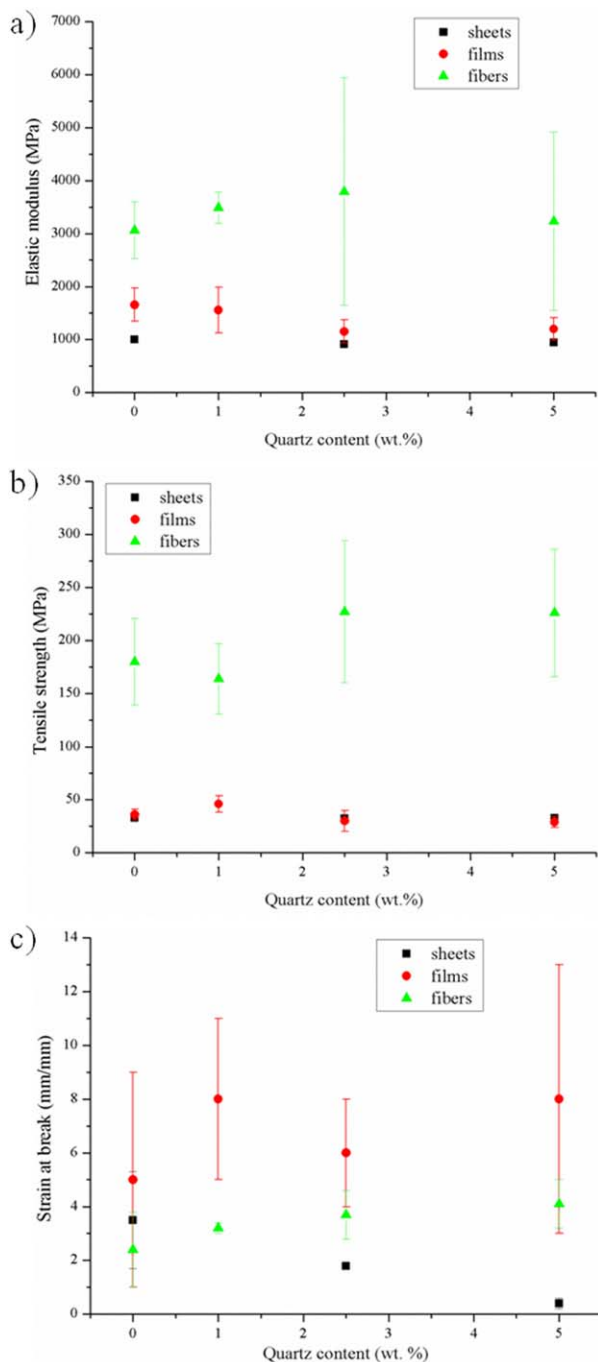 a)
7000
6000
5000
4000
3000
2000
1000
0
Elastic modulus (MPa)
sheets
films
fibers
0 1 2 3 4 5
Quartz content (wt.%)
b)
350
300
250
200
150
100
50
0
Tensile strength (MPa)
sheets
films
fibers
0 1 2 3 4 5
Quartz content (wt.%)
c)
14
12
10
8
6
4
2
0
Strain at break (mm/mm)
sheets
films
fibers
0 1 2 3 4 5
Quartz content (wt. %)